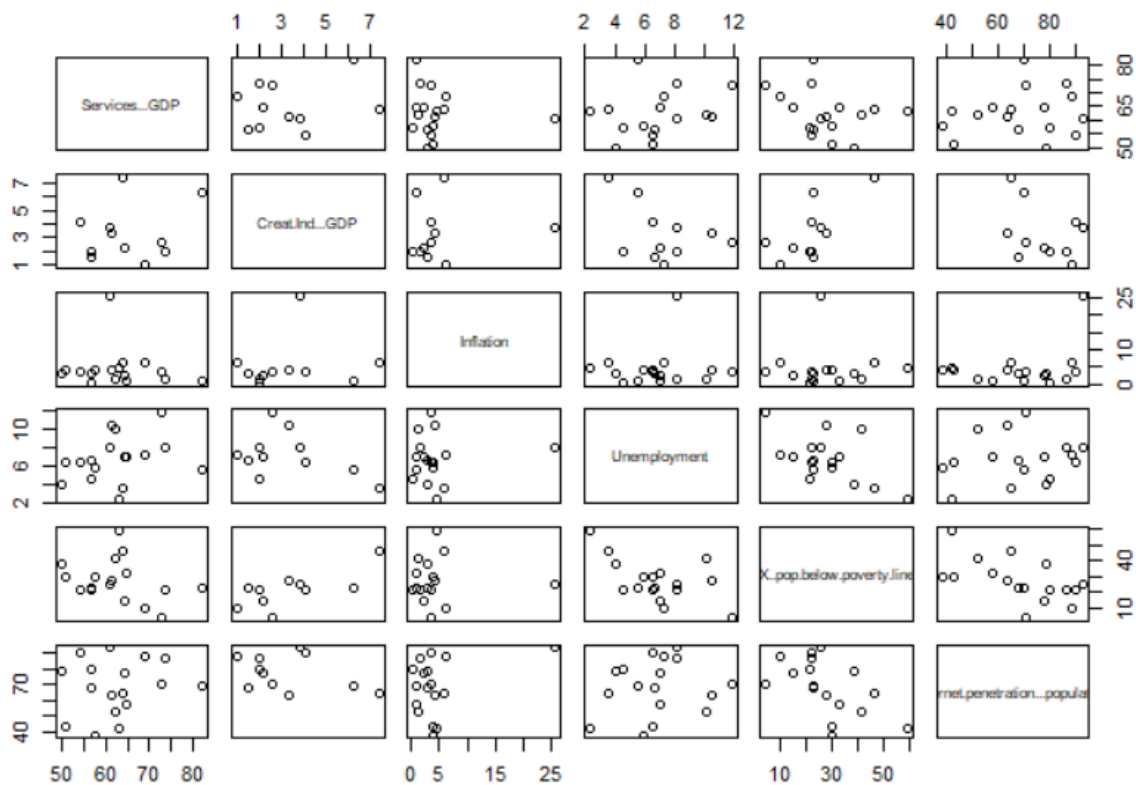 1 3 5 7 2 4 6 8 12 40 60 80
Services...GDP
80
65
50
7
5
3
1
Creat.Ind...GDP
Inflation
25
10
0
10
6
2
Unemployment
X..pop.below.poverty.line
40
10
70
40
rnet.penetration...populat
50 60 70 80 0 5 15 25 10 30 50